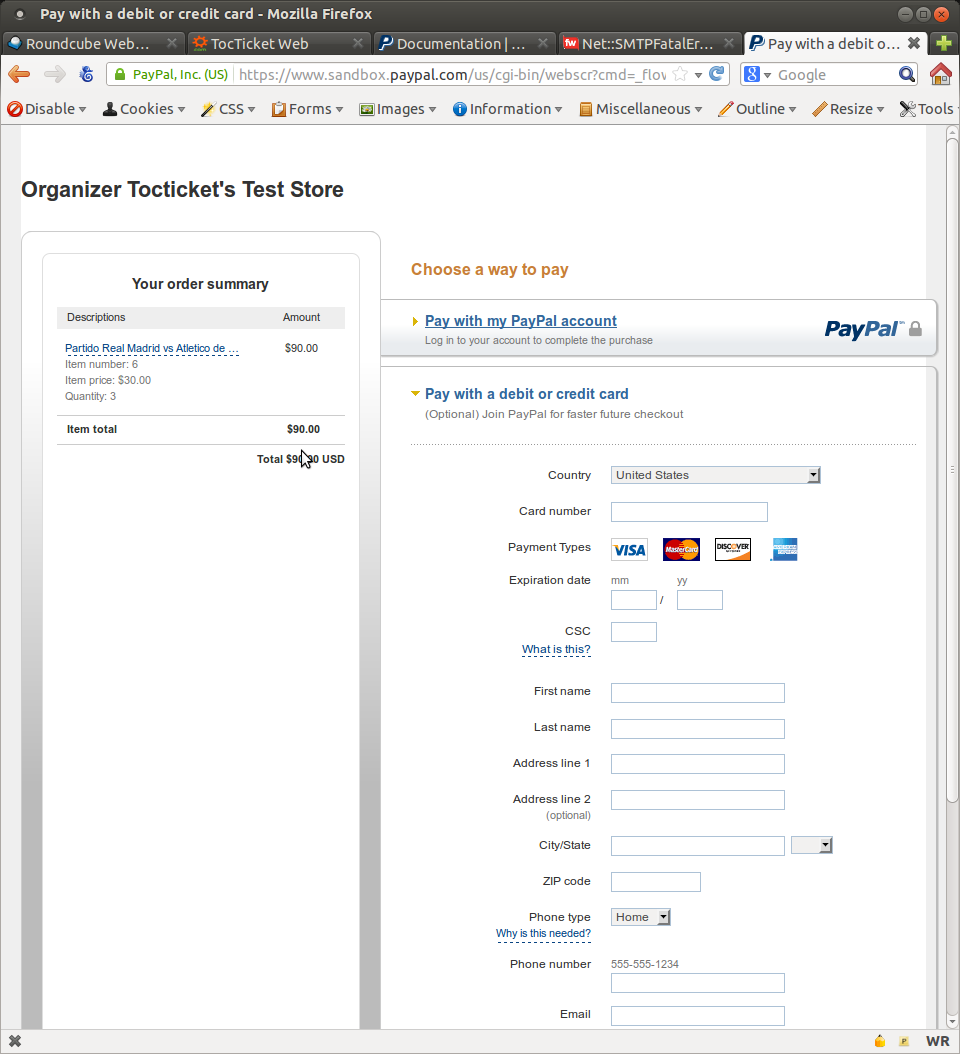 Pay with a debit or credit card - Mozilla Firefox
Roundcube Web...
TocTicket Web
Documentation | ...
Net::SMTPFatalEr...
Pay with a debit o...
PayPal, Inc. (US)
https://www.sandbox.paypal.com/us/cgi-bin/webscr?cmd=_flov
Google
Disable
Cookies
CSS
Forms
Images
Information
Miscellaneous
Outline
Resize
Tools
Organizer Tocticket's Test Store
Your order summary
Descriptions Amount
Partido Real Madrid vs Atletico de ... $90.00
Item number: 6
Item price: $30.00
Quantity: 3
Item total $90.00
Total $90.00 USD
Choose a way to pay
Pay with my PayPal account
Log in to your account to complete the purchase
PayPal
Pay with a debit or credit card
(Optional) Join PayPal for faster future checkout
Country United States
Card number
Payment Types VISA MasterCard DISCOVER
Expiration date mm yy
/
CSC
What is this?
First name
Last name
Address line 1
Address line 2
(optional)
City/State
ZIP code
Phone type Home
Why is this needed?
Phone number 555-555-1234
Email
WR